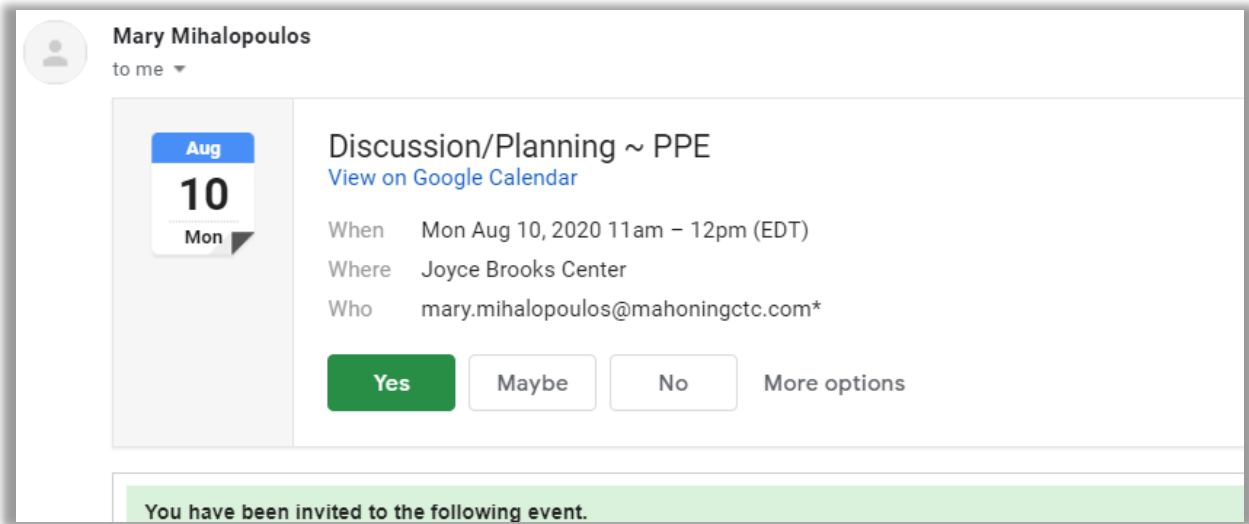 Mary Mihalopoulos
to me
Aug
10
Mon
Discussion/Planning ~ PPE
View on Google Calendar
When Mon Aug 10, 2020 11am – 12pm (EDT)
Where Joyce Brooks Center
Who mary.mihalopoulos@mahoningctc.com*
Yes Maybe No More options
You have been invited to the following event.